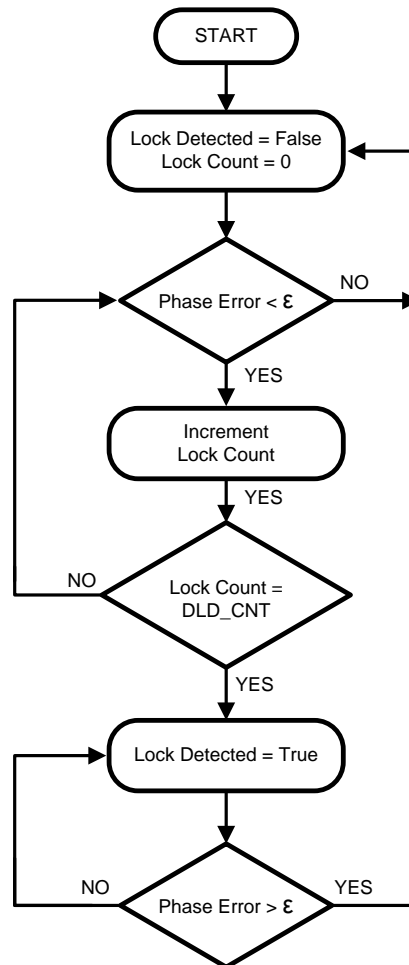 START
Lock Detected = False
Lock Count = 0
Phase Error < ε
NO
YES
Increment
Lock Count
YES
NO
Lock Count =
DLD_CNT
YES
Lock Detected = True
NO
YES
Phase Error > ε